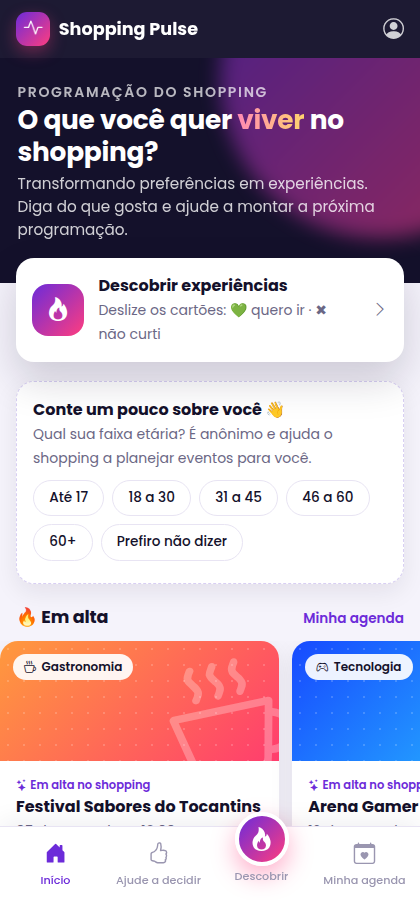 Shopping Pulse
PROGRAMAÇÃO DO SHOPPING
O que você quer viver no
shopping?
Transformando preferências em experiências.
Diga do que gosta e ajude a montar a próxima
programação.
Descobrir experiências
Deslize os cartões: 💚 quero ir · ✖
não curti
Conte um pouco sobre você 👋
Qual sua faixa etária? É anônimo e ajuda o
shopping a planejar eventos para você.
Até 17
18 a 30
31 a 45
46 a 60
60+
Prefiro não dizer
🔥 Em alta
Minha agenda
Gastronomia
Tecnologia
Em alta no shopping
Em alta no shopp
Festival Sabores do Tocantins
Arena Gamer
Início
Ajude a decidir
Descobrir
Minha agenda